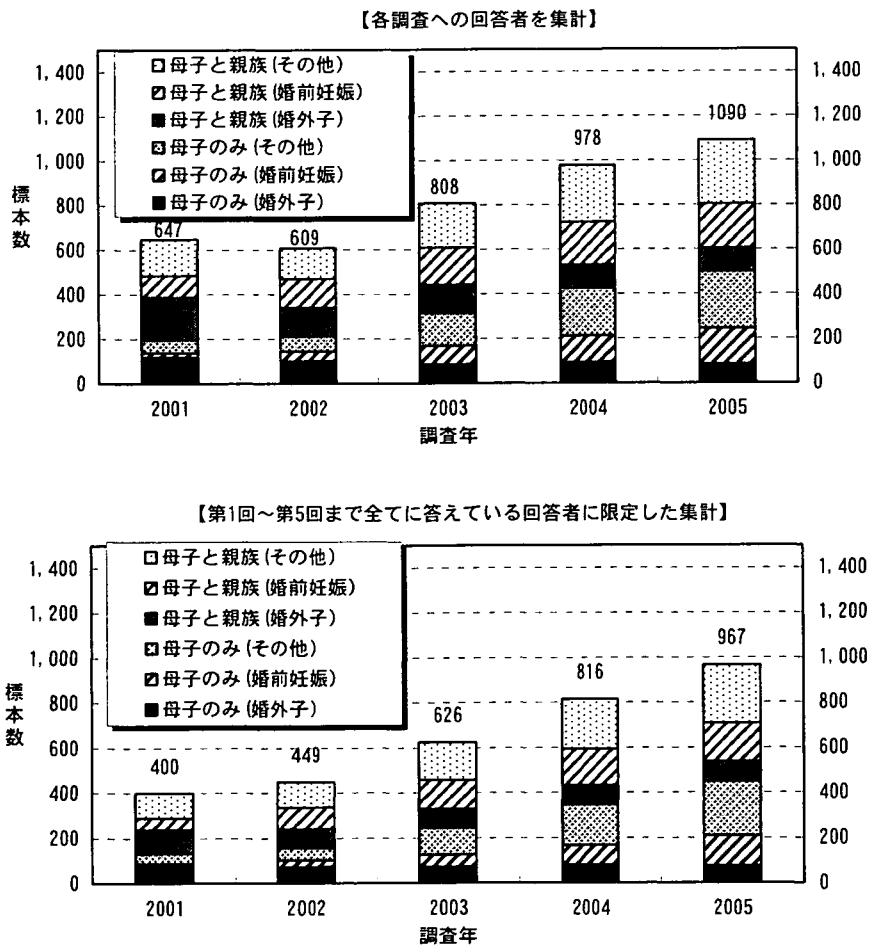 【各調査への回答者を集計】
1,400
1,200
1,000
800
600
400
200
0
標本数
□母子と親族(その他)
母子と親族(婚前妊娠)
■母子と親族(婚外子)
母子のみ(その他)
母子のみ(婚前妊娠)
■母子のみ(婚外子)
647
609
808
978
1090
1,400
1,200
1,000
800
600
400
200
0
2001 2002 2003 2004 2005
調査年
【第1回～第5回まで全てに答えている回答者に限定した集計】
1,400
1,200
1,000
800
600
400
200
0
標本数
□母子と親族(その他)
母子と親族(婚前妊娠)
■母子と親族(婚外子)
母子のみ(その他)
母子のみ(婚前妊娠)
■母子のみ(婚外子)
400
449
626
816
967
1,400
1,200
1,000
800
600
400
200
0
2001 2002 2003 2004 2005
調査年